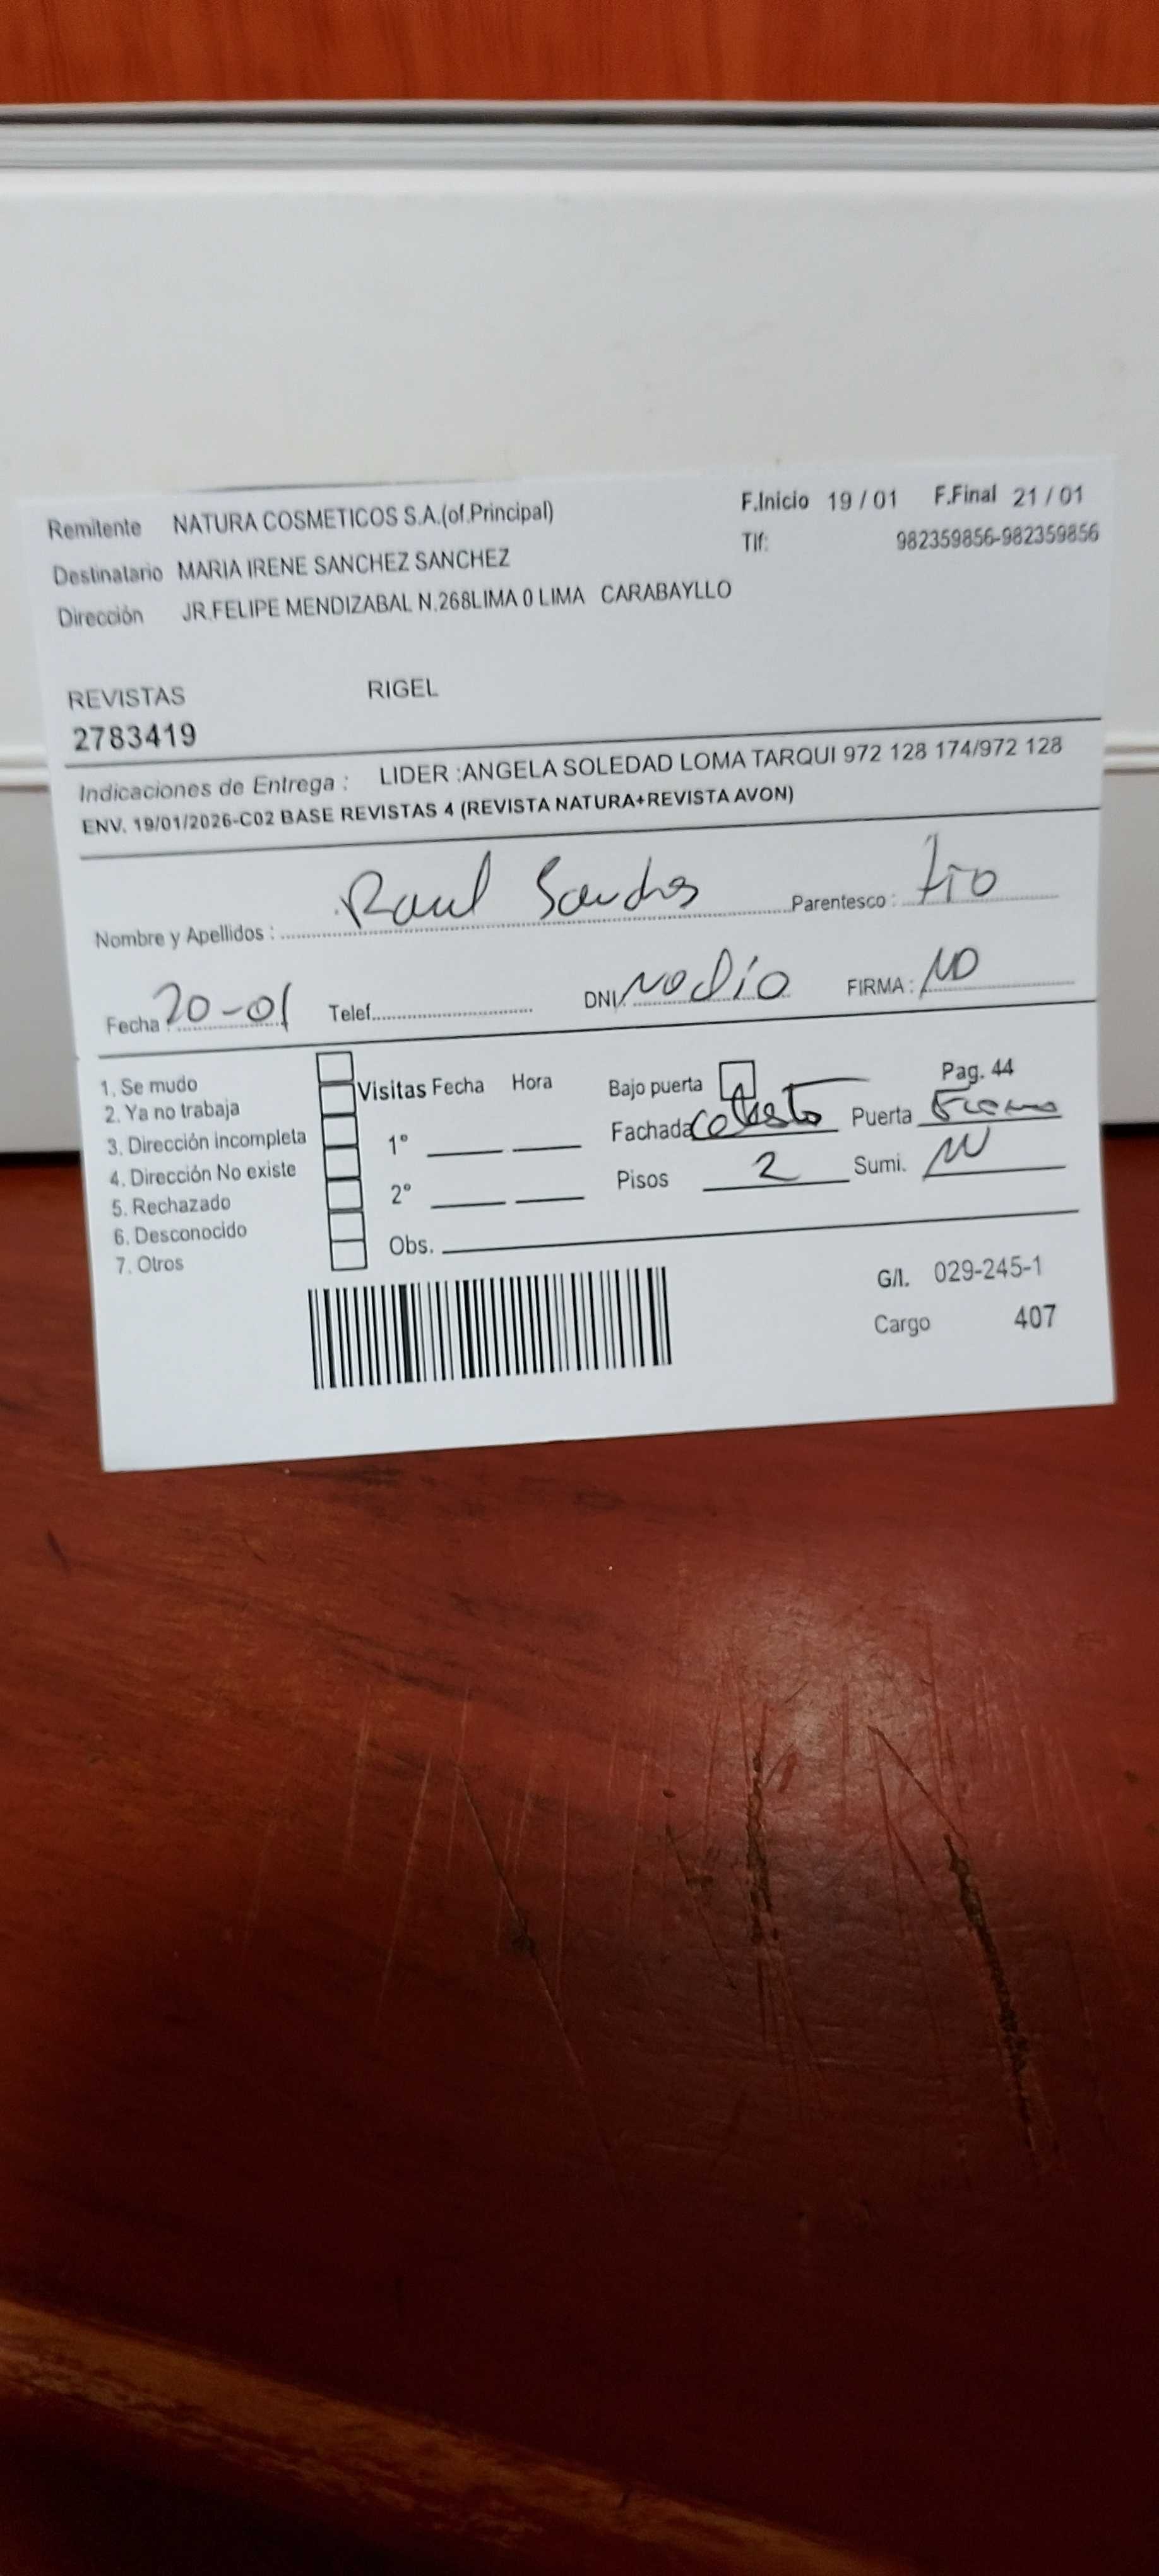 Remitente NATURA COSMETICOS S.A.(of.Principal) F.Inicio 19 / 01 F.Final 21 / 01
Destinatario MARIA IRENE SANCHEZ SANCHEZ Tlf: 982359856-982359856
Dirección JR.FELIPE MENDIZABAL N.268LIMA 0 LIMA CARABAYLLO
REVISTAS RIGEL
2783419
Indicaciones de Entrega : LIDER :ANGELA SOLEDAD LOMA TARQUI 972 128 174/972 128
ENV. 19/01/2026-C02 BASE REVISTAS 4 (REVISTA NATURA+REVISTA AVON)
Nombre y Apellidos : Raul Parentesco : tio
Fecha : 20-01 Telef. DNI/ No dio FIRMA : NO
1. Se mudo
2. Ya no trabaja
3. Dirección incompleta
4. Dirección No existe
5. Rechazado
6. Desconocido
7. Otros
Visitas Fecha Hora
1°
2°
Obs.
Bajo puerta Pag. 44
Fachada Puerta
Pisos 2 Sumi.
G/I. 029-245-1
Cargo 407